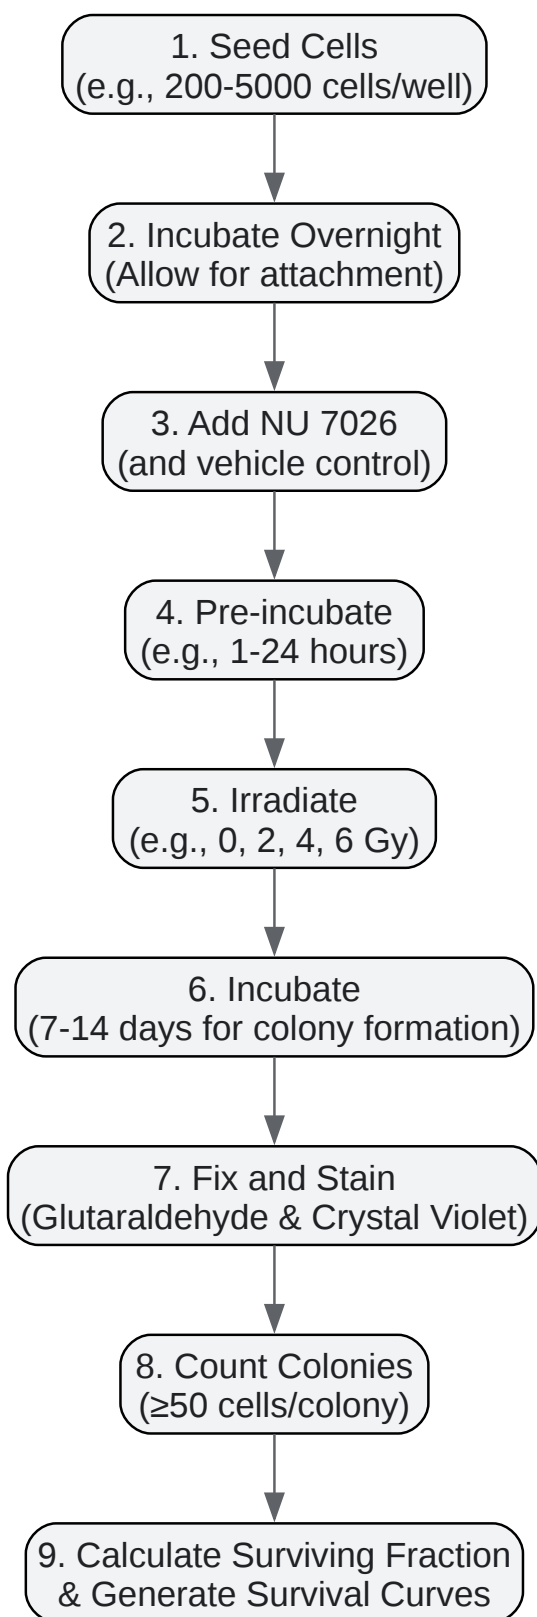 1. Seed Cells
(e.g., 200-5000 cells/well)
2. Incubate Overnight
(Allow for attachment)
3. Add NU 7026
(and vehicle control)
4. Pre-incubate
(e.g., 1-24 hours)
5. Irradiate
(e.g., 0, 2, 4, 6 Gy)
6. Incubate
(7-14 days for colony formation)
7. Fix and Stain
(Glutaraldehyde & Crystal Violet)
8. Count Colonies
(≥50 cells/colony)
9. Calculate Surviving Fraction
& Generate Survival Curves